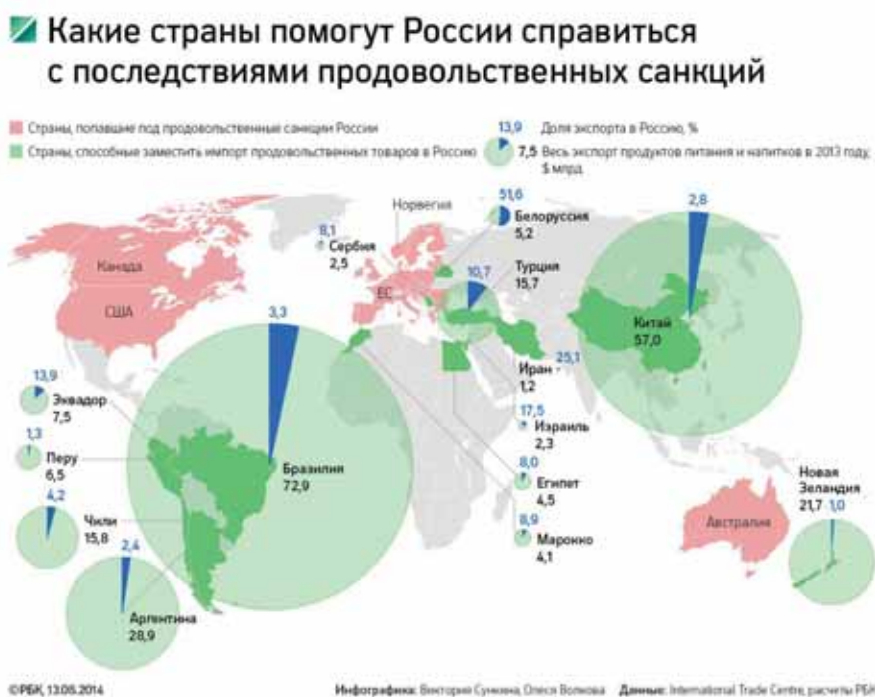 Какие страны помогут России справиться
с последствиями продовольственных санкций
Страны, попавшие под продовольственные санкции России
Страны, способные заместить импорт продовольственных товаров в Россию
13,9 Доля экспорта в Россию, %
7,5 Весь экспорт продуктов питания и напитков в 2013 году,
$ млрд
Канада
США
Норвегия
ЕС
8,1
Сербия
2,5
51,6
Белоруссия
5,2
10,7
Турция
15,7
2,8
Китай
57,0
Иран 25,1
1,2
17,5
Израиль
2,3
8,0
Египет
4,5
8,9
Марокко
4,1
3,3
Бразилия
72,9
13,9
Эквадор
7,5
1,3
Перу
6,5
4,2
Чили
15,8
2,4
Аргентина
28,9
Австралия
Новая
Зеландия
21,7 1,0
©РБК, 13.05.2014
Инфографика: Виктория Сункина, Олеся Волкова Данные: International Trade Centre, расчеты РБК